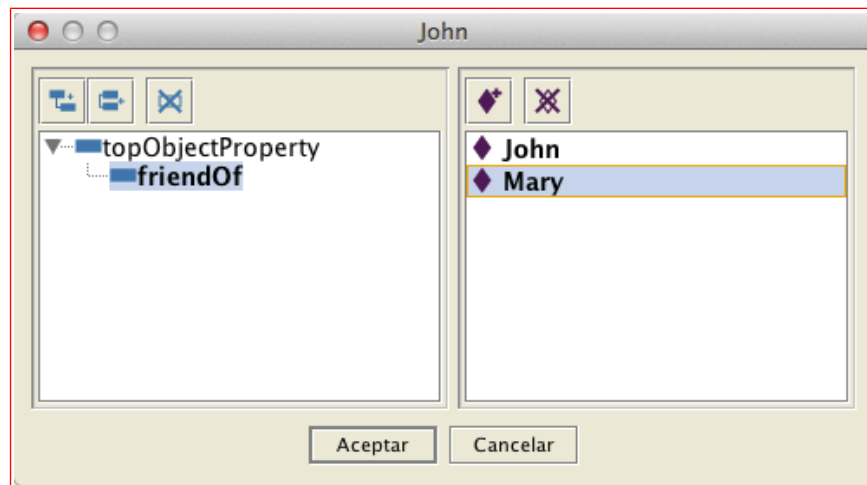 John
topObjectProperty
friendOf
John
Mary
Aceptar
Cancelar